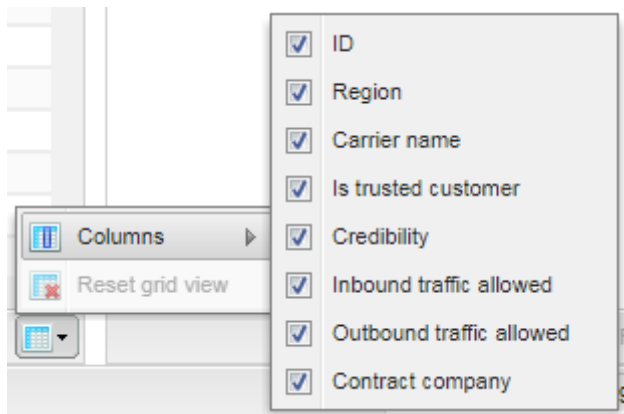 ID
Region
Carrier name
Is trusted customer
Columns
Credibility
Reset grid view
Inbound traffic allowed
Outbound traffic allowed
Contract company